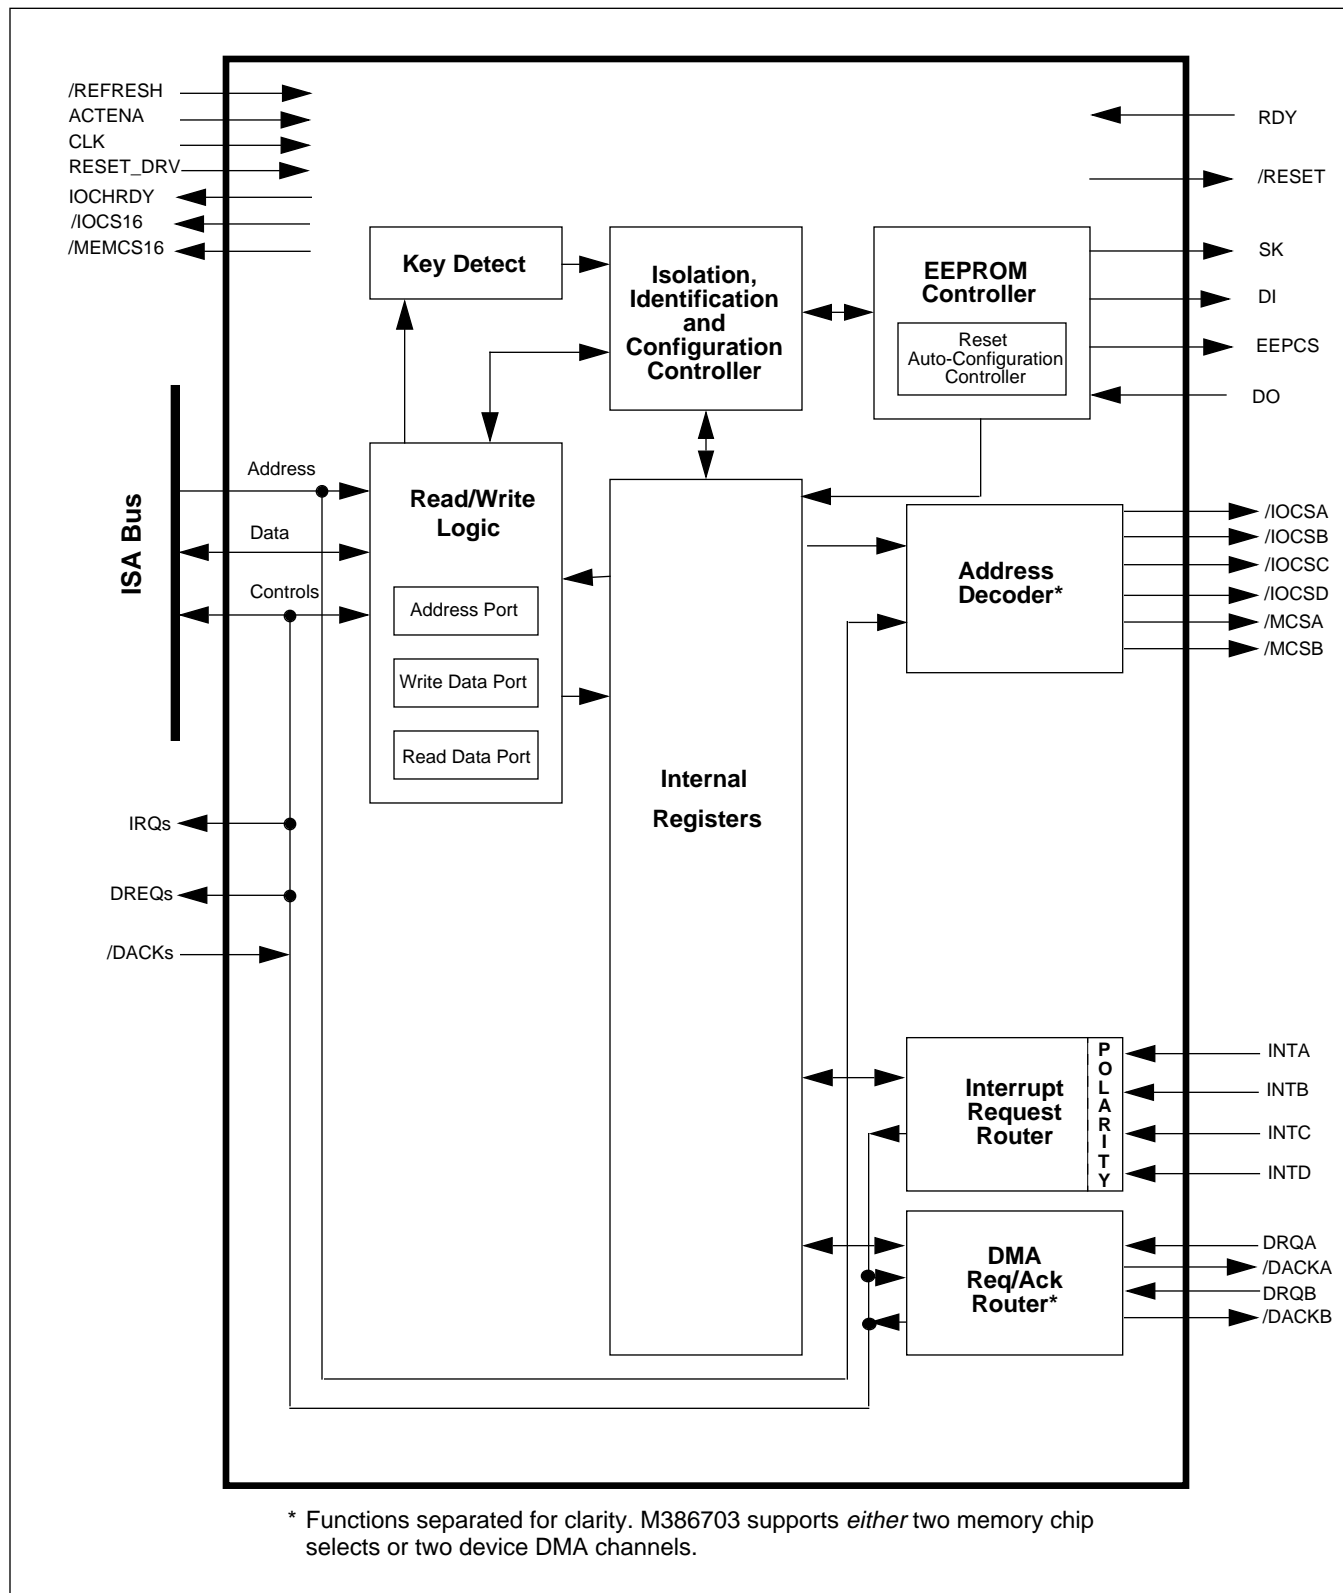 /REFRESH
ACTENA
CLK
RESET_DRV
IOCHRDY
/IOCS16
/MEMCS16
RDY
/RESET
SK
DI
EEPCS
DO
Key Detect
Isolation,
Identification
and
Configuration
Controller
EEPROM
Controller
Reset
Auto-Configuration
Controller
ISA Bus
Address
Data
Controls
Read/Write
Logic
Address Port
Write Data Port
Read Data Port
Internal
Registers
Address
Decoder*
/IOCSA
/IOCSB
/IOCSC
/IOCSD
/MCSA
/MCSB
IRQs
DREQs
/DACKs
Interrupt
Request
Router
POLARITY
INTA
INTB
INTC
INTD
DMA
Req/Ack
Router*
DRQA
/DACKA
DRQB
/DACKB
* Functions separated for clarity. M386703 supports either two memory chip
selects or two device DMA channels.